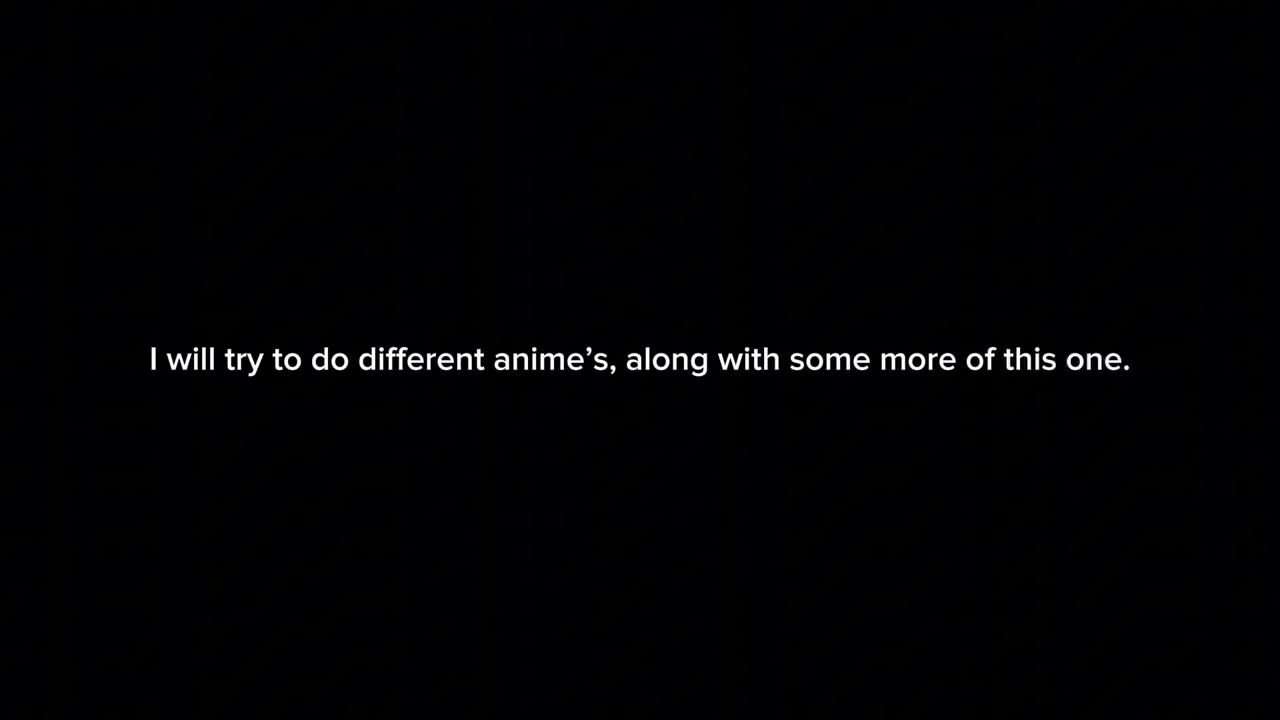 I will try to do different anime’s, along with some more of this one.